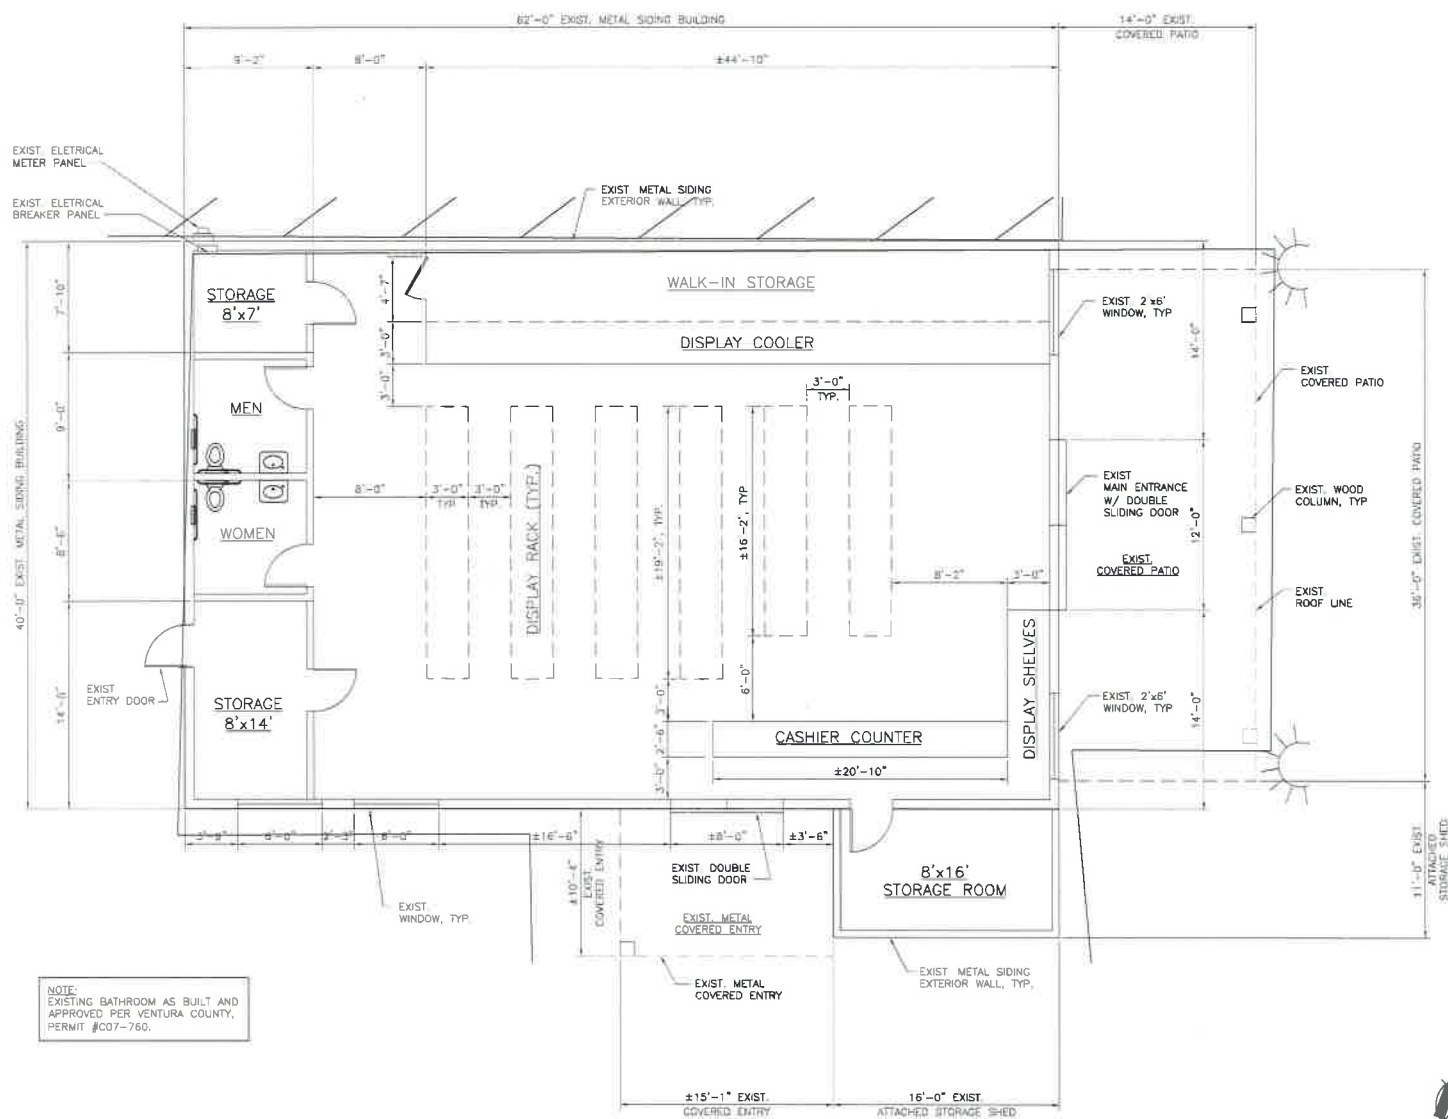 62'-0" EXIST. METAL SIDING BUILDING
14'-0" EXIST.
COVERED PATIO
9'-2"
8'-0"
±44'-10"
EXIST. ELETRICAL
METER PANEL
EXIST. ELETRICAL
BREAKER PANEL
EXIST METAL SIDING
EXTERIOR WALL, TYP.
STORAGE
8'x7'
WALK-IN STORAGE
DISPLAY COOLER
EXIST. 2'x6'
WINDOW, TYP
7'-10"
4'-7"
3'-0"
3'-0"
14'-0"
EXIST.
COVERED PATIO
3'-0"
TYP.
MEN
9'-0"
40'-0" EXIST METAL SIDING BUILDING
8'-0"
3'-0"
TYP.
3'-0"
TYP.
DISPLAY RACK (TYP.)
±19'-2", TYP.
±16'-2", TYP
EXIST
MAIN ENTRANCE
W/ DOUBLE
SLIDING DOOR
12'-0"
EXIST. WOOD
COLUMN, TYP
36'-0" EXIST. COVERED PATIO
WOMEN
8'-6"
EXIST.
COVERED PATIO
8'-2"
3'-0"
EXIST.
ROOF LINE
EXIST
ENTRY DOOR
14'-8"
STORAGE
8'x14'
6'-0"
3'-0"
2'-6"
3'-0"
DISPLAY SHELVES
EXIST. 2'x6'
WINDOW, TYP
14'-0"
CASHIER COUNTER
±20'-10"
6'-0"
6'-0"
±16'-6"
±8'-0"
±3'-6"
±10'-4"
EXIST.
COVERED ENTRY
EXIST DOUBLE
SLIDING DOOR
8'x16'
STORAGE ROOM
11'-0" EXIST
ATTACHED
STORAGE SHED
EXIST.
WINDOW, TYP.
EXIST. METAL
COVERED ENTRY
EXIST. METAL
COVERED ENTRY
EXIST METAL SIDING
EXTERIOR WALL, TYP.
NOTE:
EXISTING BATHROOM AS BUILT AND
APPROVED PER VENTURA COUNTY,
PERMIT #C07-760.
±15'-1" EXIST.
COVERED ENTRY
16'-0" EXIST.
ATTACHED STORAGE SHED